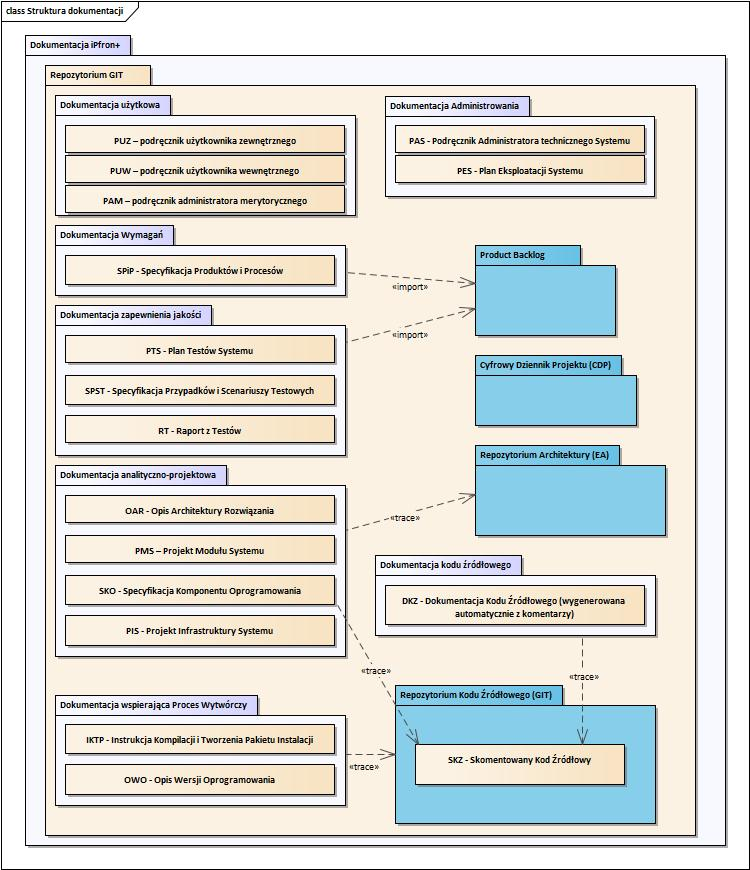 class Struktura dokumentacji
Dokumentacja iPfron+
Repozytorium GIT
Dokumentacja użytkowa
PUZ – podręcznik użytkownika zewnętrznego
PUW – podręcznik użytkownika wewnętrznego
PAM – podręcznik administratora merytorycznego
Dokumentacja Administrowania
PAS - Podręcznik Administratora technicznego Systemu
PES - Plan Eksploatacji Systemu
Dokumentacja Wymagań
SPiP - Specyfikacja Produktów i Procesów
«import»
Product Backlog
Dokumentacja zapewnienia jakości
PTS - Plan Testów Systemu
SPST - Specyfikacja Przypadków i Scenariuszy Testowych
RT - Raport z Testów
«import»
Cyfrowy Dziennik Projektu (CDP)
Repozytorium Architektury (EA)
Dokumentacja analityczno-projektowa
OAR - Opis Architektury Rozwiązania
PMS – Projekt Modułu Systemu
SKO – Specyfikacja Komponentu Oprogramowania
PIS - Projekt Infrastruktury Systemu
«trace»
Dokumentacja kodu źródłowego
DKZ - Dokumentacja Kodu Źródłowego (wygenerowana
automatycznie z komentarzy)
«trace»
«trace»
Dokumentacja wspierająca Proces Wytwórczy
IKTP - Instrukcja Kompilacji i Tworzenia Pakietu Instalacji
OWO - Opis Wersji Oprogramowania
«trace»
Repozytorium Kodu Źródłowego (GIT)
SKZ - Skomentowany Kod Źródłowy